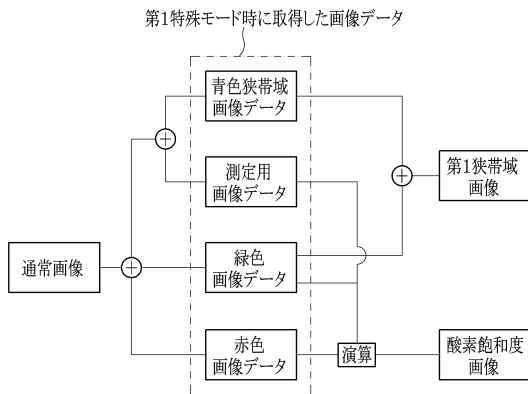 第1特殊モード時に取得した画像データ
青色狭帯域
画像データ
測定用
画像データ
第1狭帯域
画像
通常画像
緑色
画像データ
赤色
画像データ
演算
酸素飽和度
画像